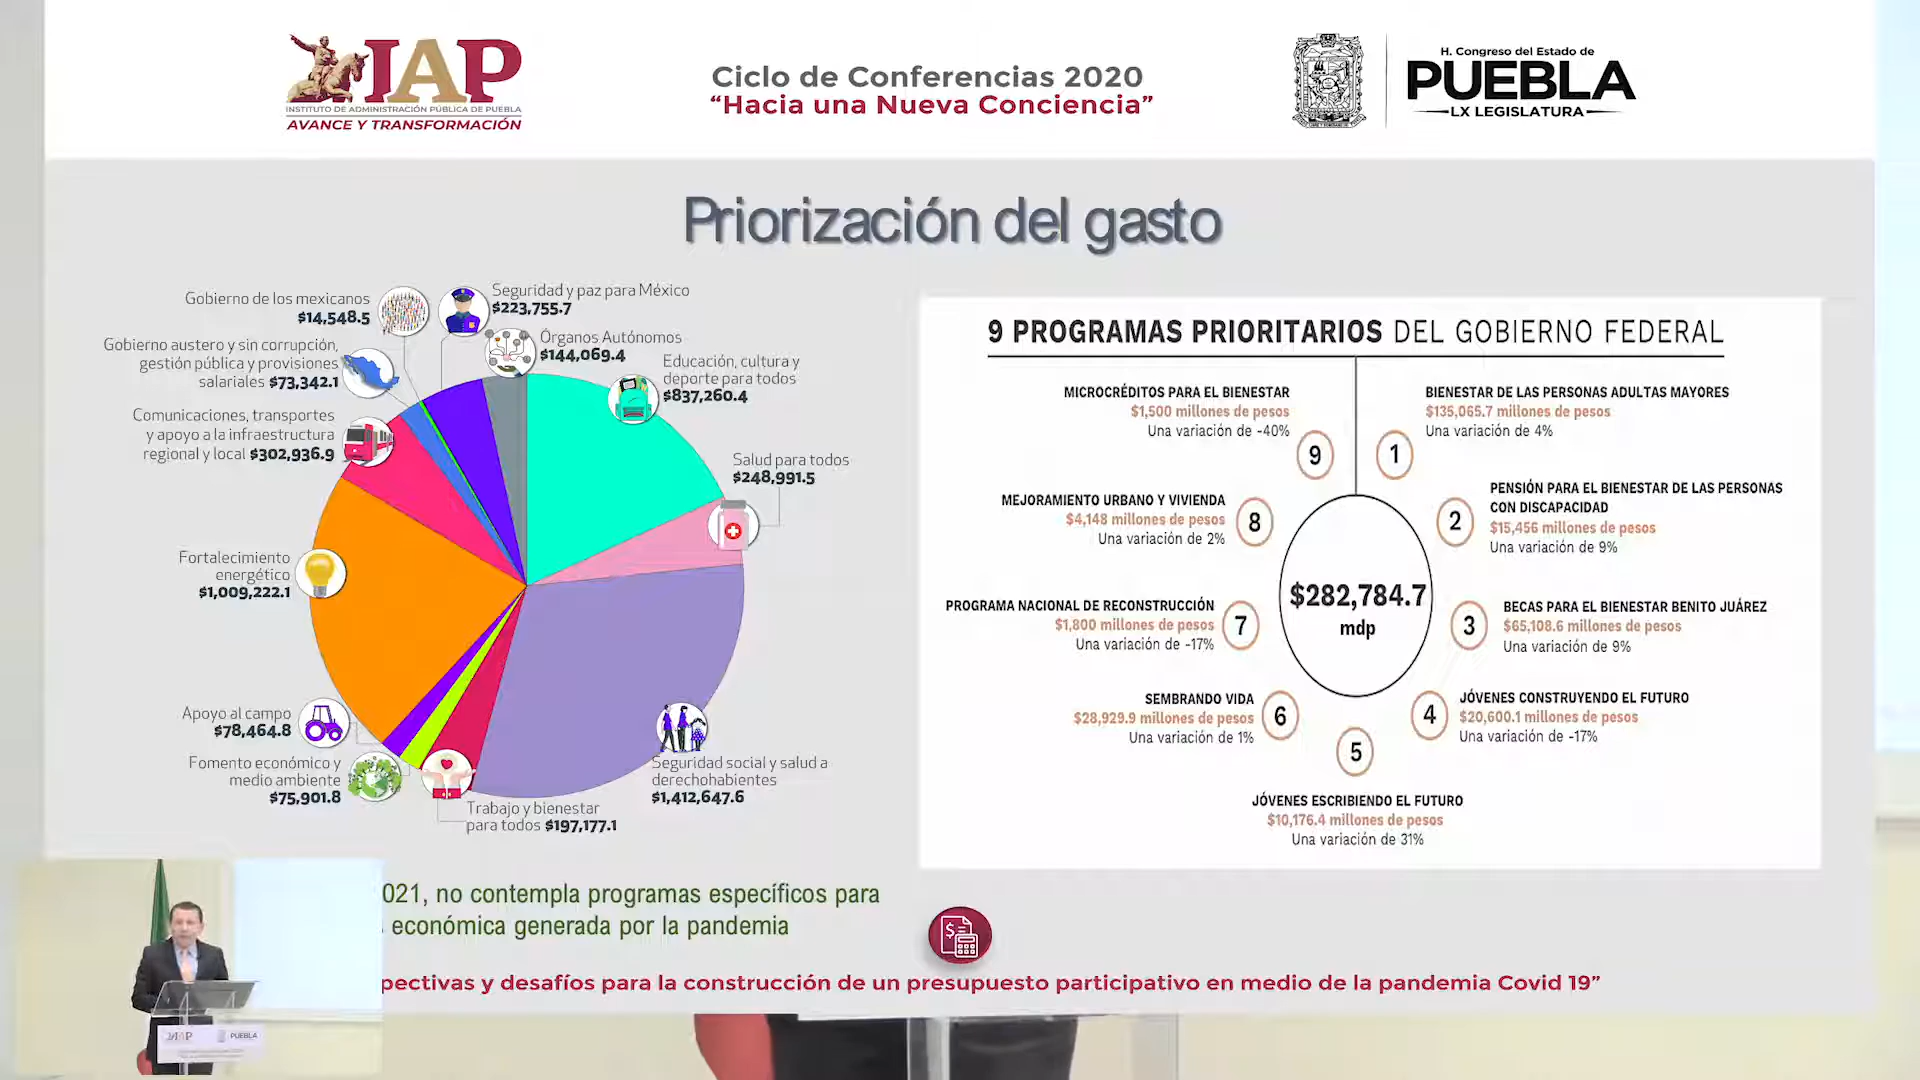 IAP
INSTITUTO DE ADMINISTRACIÓN PÚBLICA DE PUEBLA
AVANCE Y TRANSFORMACIÓN
Ciclo de Conferencias 2020
“Hacia una Nueva Conciencia”
H. Congreso del Estado de
PUEBLA
LX LEGISLATURA
Priorización del gasto
Gobierno de los mexicanos
$14,548.5
Seguridad y paz para México
$223,755.7
Órganos Autónomos
$144,069.4
Gobierno austero y sin corrupción,
gestión pública y provisiones
salariales $73,342.1
Educación, cultura y
deporte para todos
$837,260.4
Comunicaciones, transportes
y apoyo a la infraestructura
regional y local $302,936.9
Salud para todos
$248,991.5
Fortalecimiento
energético
$1,009,222.1
Apoyo al campo
$78,464.8
Fomento económico y
medio ambiente
$75,901.8
Trabajo y bienestar
para todos $197,177.1
Seguridad social y salud a
derechohabientes
$1,412,647.6
9 PROGRAMAS PRIORITARIOS DEL GOBIERNO FEDERAL
MICROCRÉDITOS PARA EL BIENESTAR
$1,500 millones de pesos
Una variación de -40%
9
BIENESTAR DE LAS PERSONAS ADULTAS MAYORES
$135,065.7 millones de pesos
Una variación de 4%
1
MEJORAMIENTO URBANO Y VIVIENDA
$4,148 millones de pesos
Una variación de 2%
8
PENSIÓN PARA EL BIENESTAR DE LAS PERSONAS
CON DISCAPACIDAD
$15,456 millones de pesos
Una variación de 9%
2
$282,784.7
mdp
PROGRAMA NACIONAL DE RECONSTRUCCIÓN
$1,800 millones de pesos
Una variación de -17%
7
BECAS PARA EL BIENESTAR BENITO JUÁREZ
$65,108.6 millones de pesos
Una variación de 9%
3
SEMBRANDO VIDA
$28,929.9 millones de pesos
Una variación de 1%
6
JÓVENES CONSTRUYENDO EL FUTURO
$20,600.1 millones de pesos
Una variación de -17%
4
5
JÓVENES ESCRIBIENDO EL FUTURO
$10,176.4 millones de pesos
Una variación de 31%
021, no contempla programas específicos para
económica generada por la pandemia
pectivas y desafíos para la construcción de un presupuesto participativo en medio de la pandemia Covid 19”
IAP
PUEBLA